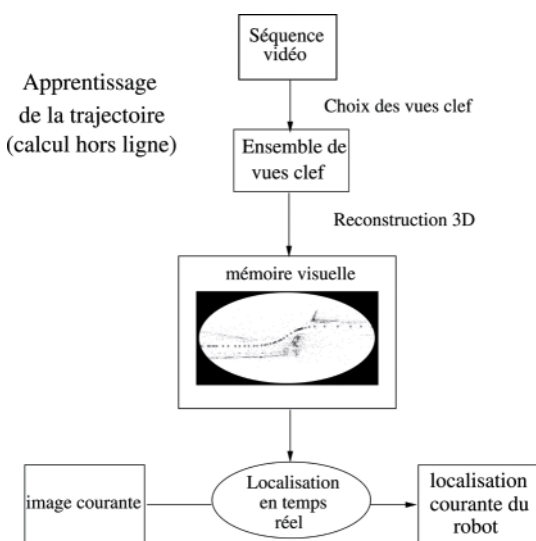 Séquence
vidéo
Apprentissage
de la trajectoire
(calcul hors ligne)
Choix des vues clef
Ensemble de
vues clef
Reconstruction 3D
mémoire visuelle
image courante
Localisation
en temps
réel
localisation
courante du
robot